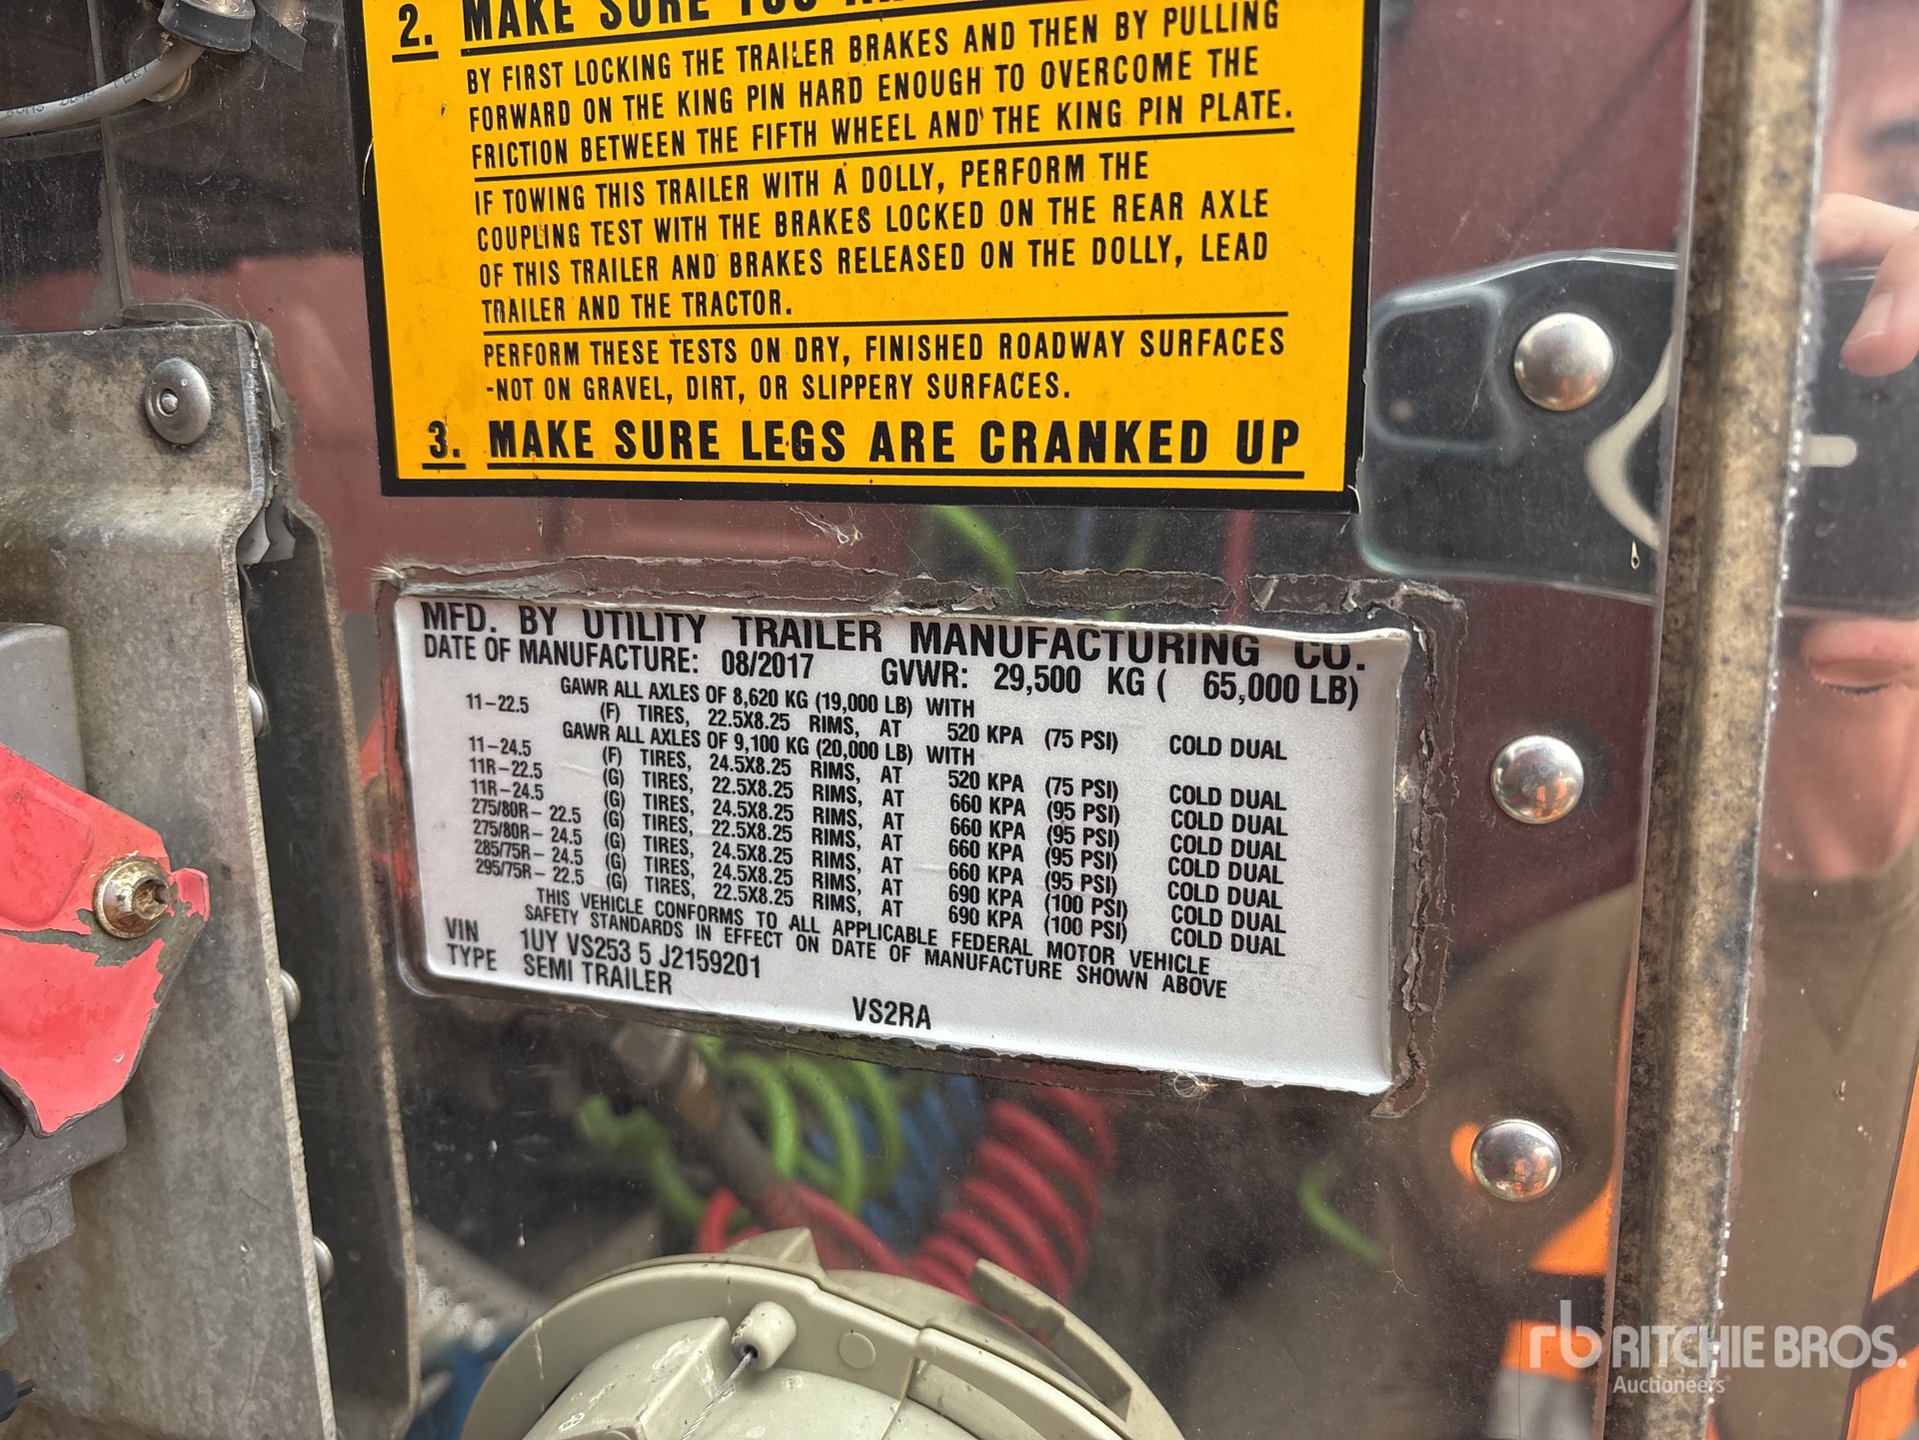 2. MAKE SURE YOU
BY FIRST LOCKING THE TRAILER BRAKES AND THEN BY PULLING
FORWARD ON THE KING PIN HARD ENOUGH TO OVERCOME THE
FRICTION BETWEEN THE FIFTH WHEEL AND THE KING PIN PLATE.
IF TOWING THIS TRAILER WITH A DOLLY, PERFORM THE
COUPLING TEST WITH THE BRAKES LOCKED ON THE REAR AXLE
OF THIS TRAILER AND BRAKES RELEASED ON THE DOLLY, LEAD
TRAILER AND THE TRACTOR.
PERFORM THESE TESTS ON DRY, FINISHED ROADWAY SURFACES
-NOT ON GRAVEL, DIRT, OR SLIPPERY SURFACES.
3. MAKE SURE LEGS ARE CRANKED UP
MFD. BY UTILITY TRAILER MANUFACTURING CO.
DATE OF MANUFACTURE: 08/2017 GVWR: 29,500 KG ( 65,000 LB)
GAWR ALL AXLES OF 8,620 KG (19,000 LB) WITH
11-22.5 (F) TIRES, 22.5X8.25 RIMS, AT 520 KPA (75 PSI) COLD DUAL
GAWR ALL AXLES OF 9,100 KG (20,000 LB) WITH
11-24.5 (F) TIRES, 24.5X8.25 RIMS, AT 520 KPA (75 PSI) COLD DUAL
11R-22.5 (G) TIRES, 22.5X8.25 RIMS, AT 660 KPA (95 PSI) COLD DUAL
11R-24.5 (G) TIRES, 24.5X8.25 RIMS, AT 660 KPA (95 PSI) COLD DUAL
275/80R- 22.5 (G) TIRES, 22.5X8.25 RIMS, AT 660 KPA (95 PSI) COLD DUAL
275/80R- 24.5 (G) TIRES, 24.5X8.25 RIMS, AT 660 KPA (95 PSI) COLD DUAL
285/75R- 24.5 (G) TIRES, 24.5X8.25 RIMS, AT 690 KPA (100 PSI) COLD DUAL
295/75R- 22.5 (G) TIRES, 22.5X8.25 RIMS, AT 690 KPA (100 PSI) COLD DUAL
THIS VEHICLE CONFORMS TO ALL APPLICABLE FEDERAL MOTOR VEHICLE
SAFETY STANDARDS IN EFFECT ON DATE OF MANUFACTURE SHOWN ABOVE
VIN 1UY VS253 5 J2159201
TYPE SEMI TRAILER
VS2RA
rb RITCHIE BROS.
Auctioneers